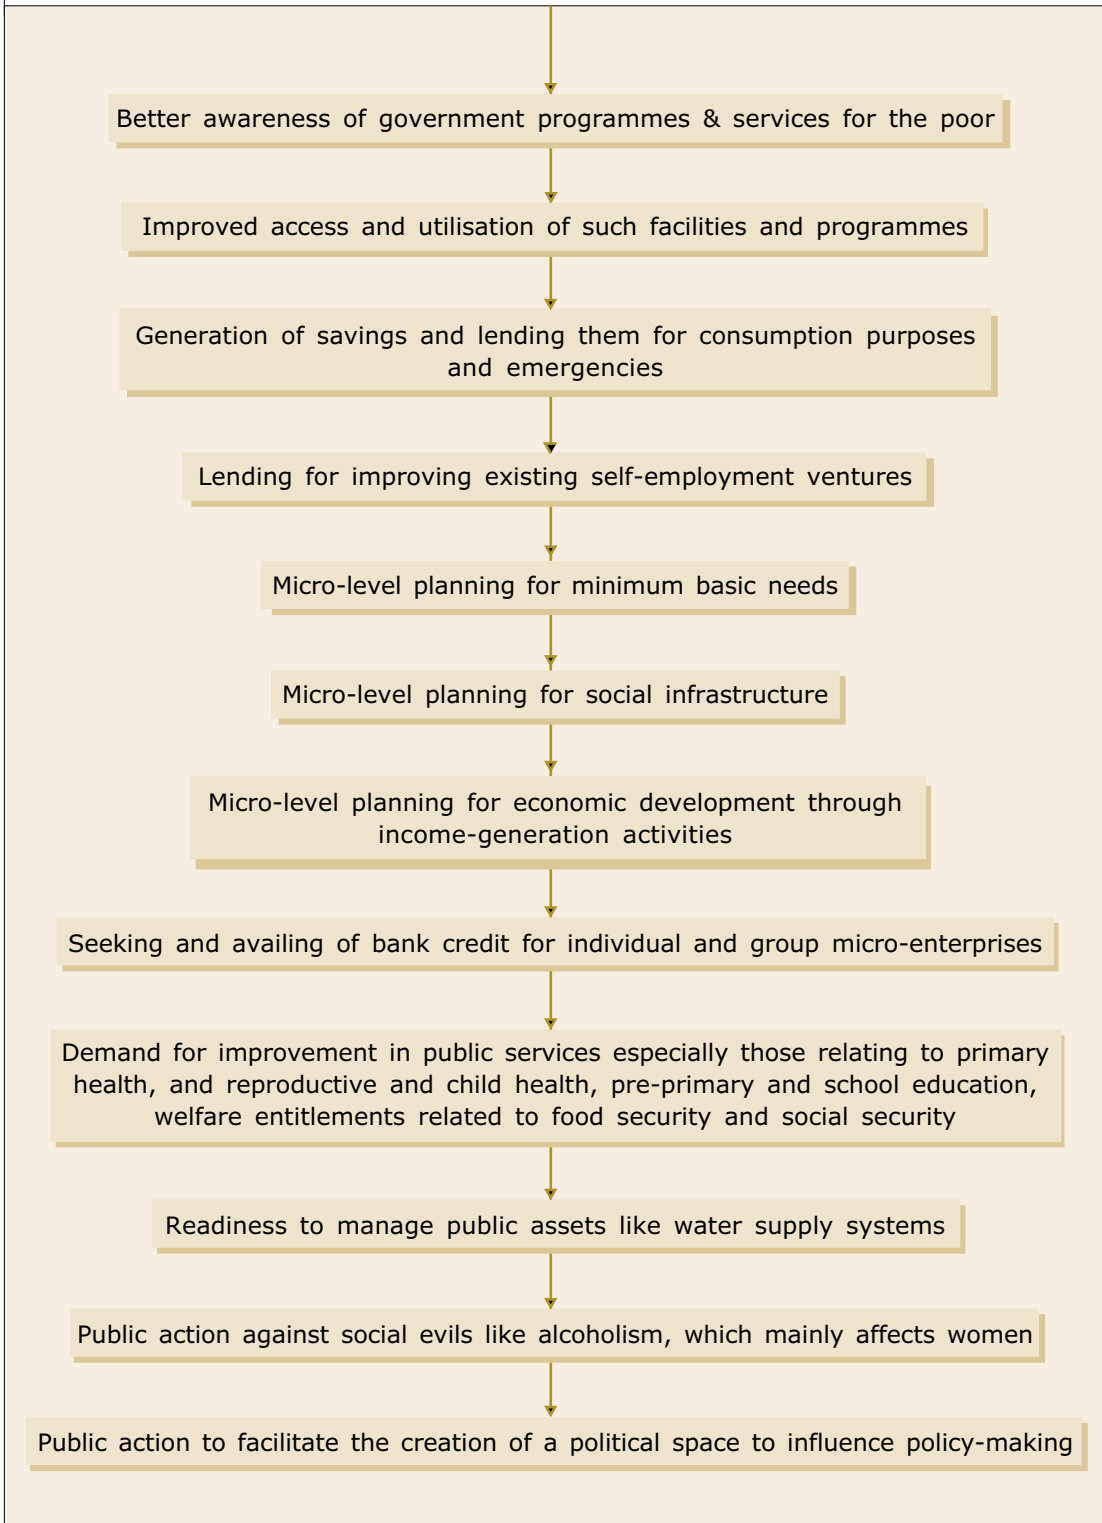 Better awareness of government programmes & services for the poor
Improved access and utilisation of such facilities and programmes
Generation of savings and lending them for consumption purposes
and emergencies
Lending for improving existing self-employment ventures
Micro-level planning for minimum basic needs
Micro-level planning for social infrastructure
Micro-level planning for economic development through
income-generation activities
Seeking and availing of bank credit for individual and group micro-enterprises
Demand for improvement in public services especially those relating to primary
health, and reproductive and child health, pre-primary and school education,
welfare entitlements related to food security and social security
Readiness to manage public assets like water supply systems
Public action against social evils like alcoholism, which mainly affects women
Public action to facilitate the creation of a political space to influence policy-making